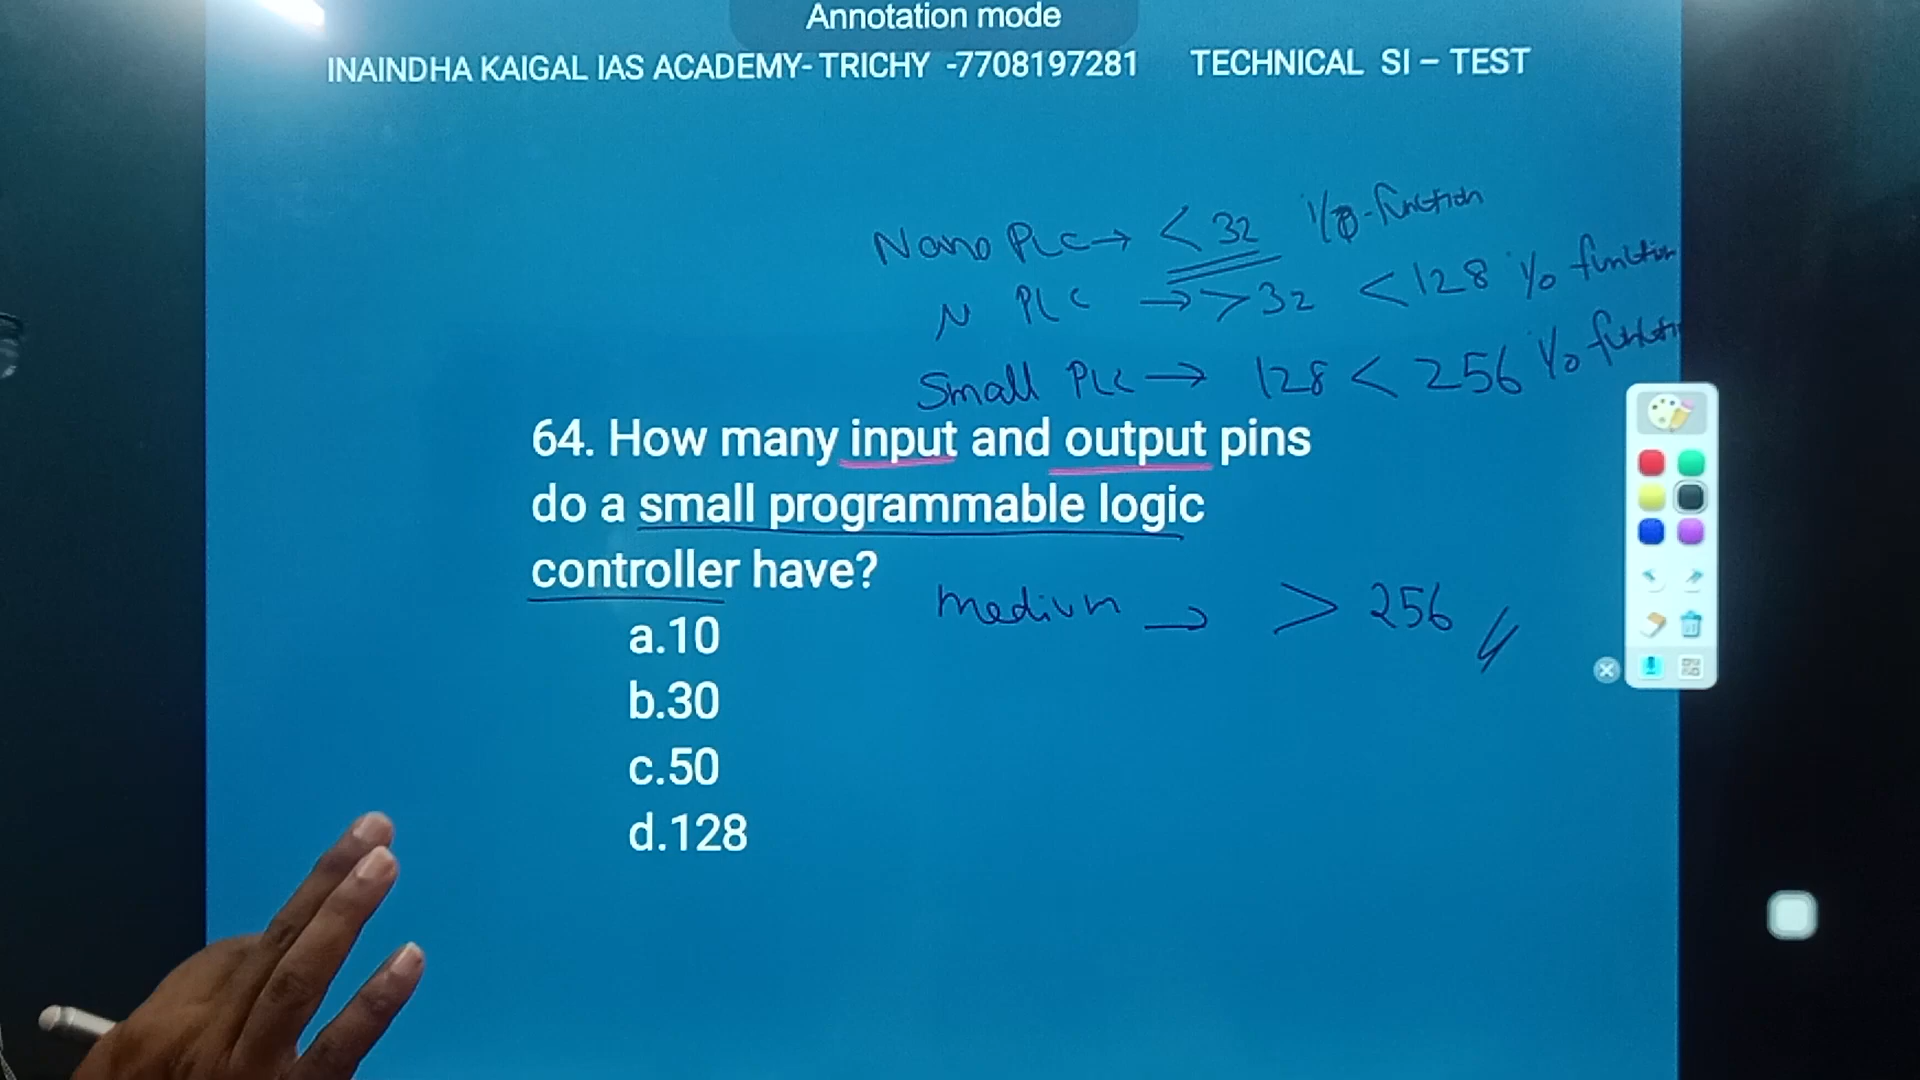 Annotation mode
INAINDHA KAIGAL IAS ACADEMY- TRICHY -7708197281 TECHNICAL SI – TEST
Nano PLC → < 32 I/O - function
N PLC → > 32 < 128 I/o function
Small PLC → 128 < 256 I/o function
64. How many input and output pins
do a small programmable logic
controller have?
medium → > 256
a.10
b.30
c.50
d.128